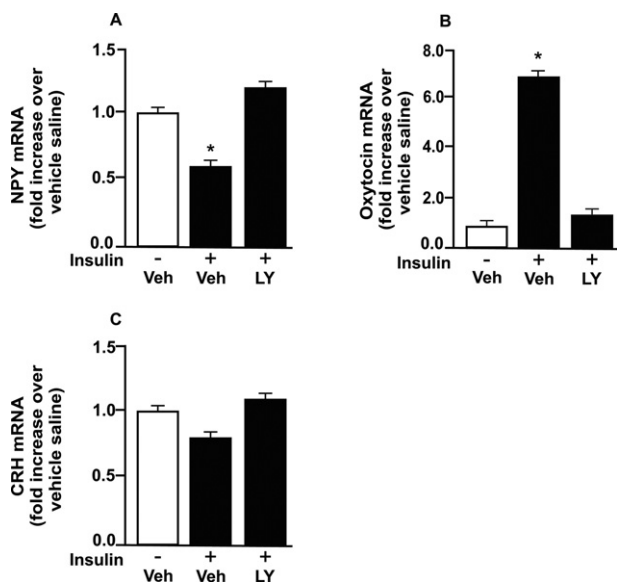 A
NPY mRNA
(fold increase over
vehicle saline)
1.5
1.0
0.5
0.0
*
Insulin - + +
Veh Veh LY
B
Oxytocin mRNA
(fold increase over
vehicle saline)
8.0
6.0
4.0
2.0
0.0
*
Insulin - + +
Veh Veh LY
C
CRH mRNA
(fold increase over
vehicle saline)
1.5
1.0
0.5
0.0
Insulin - + +
Veh Veh LY